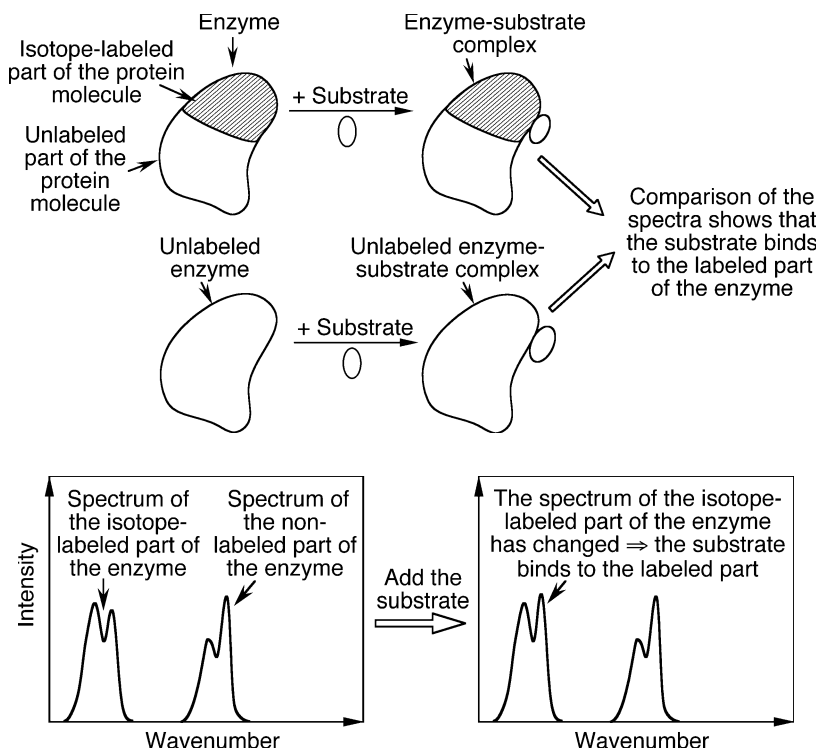 Enzyme
Isotope-labeled
part of the protein
molecule
Unlabeled
part of the
protein
molecule
+ Substrate
Enzyme-substrate
complex
Comparison of the
spectra shows that
the substrate binds
to the labeled part
of the enzyme
Unlabeled
enzyme
+ Substrate
Unlabeled enzyme-
substrate complex
Intensity
Spectrum of
the isotope-
labeled part of
the enzyme
Spectrum of
the non-
labeled part of
the enzyme
Wavenumber
Add the
substrate
The spectrum of the isotope-
labeled part of the enzyme
has changed ⇒ the substrate
binds to the labeled part
Wavenumber